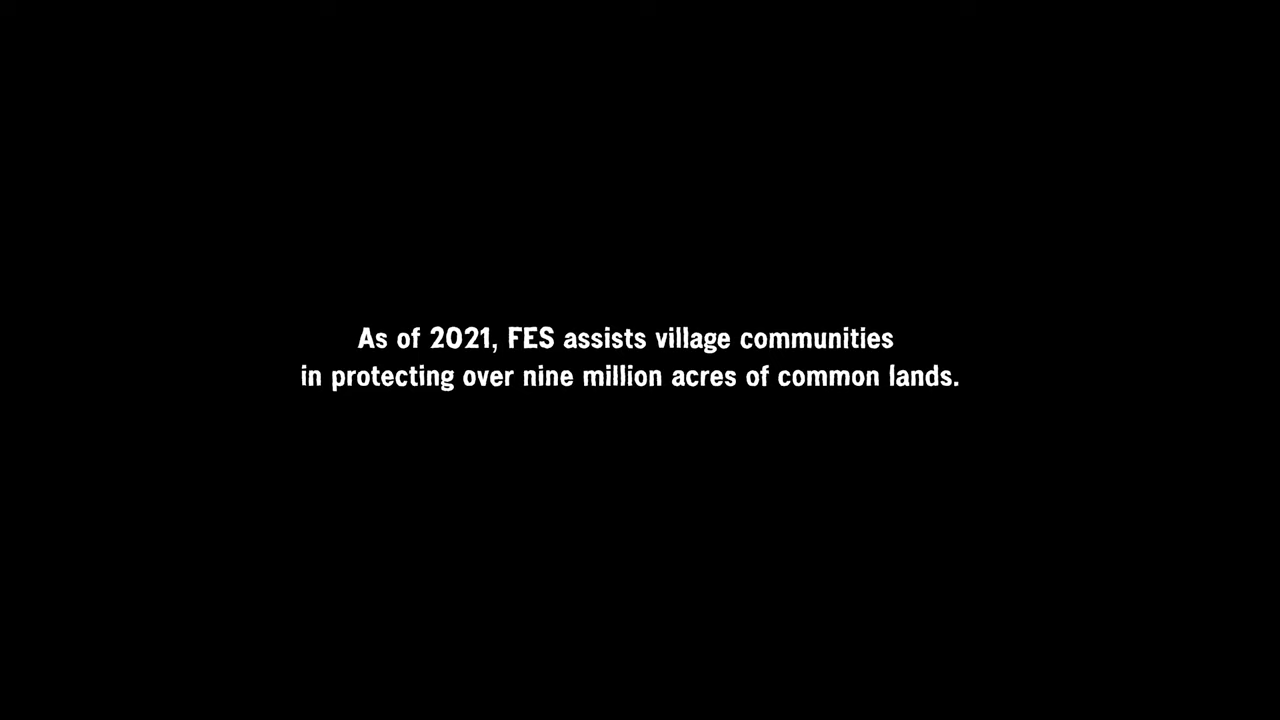 As of 2021, FES assists village communities
in protecting over nine million acres of common lands.